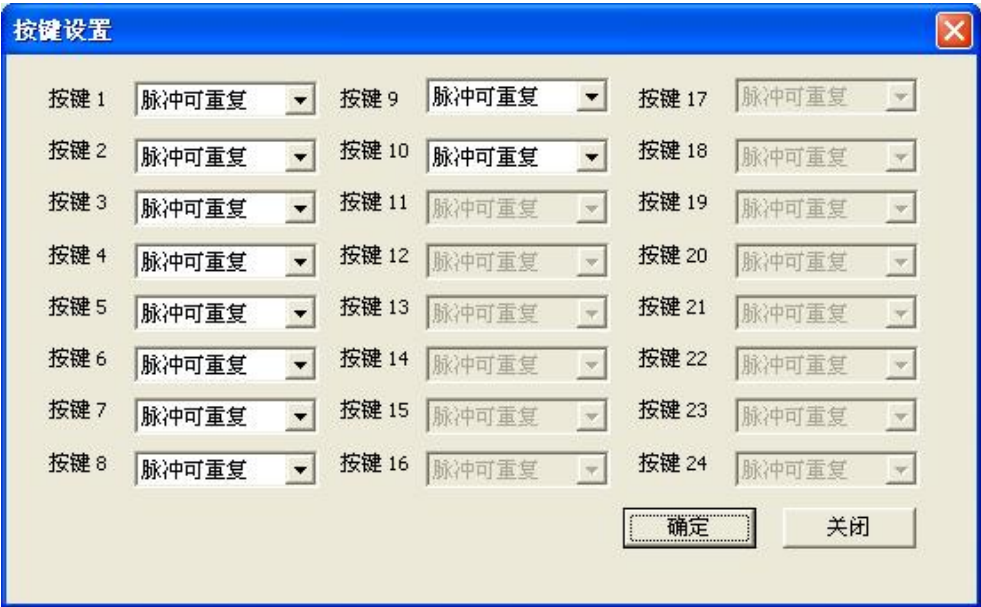 按键设置
按键 1 脉冲可重复 按键 9 脉冲可重复 按键 17 脉冲可重复
按键 2 脉冲可重复 按键 10 脉冲可重复 按键 18 脉冲可重复
按键 3 脉冲可重复 按键 11 脉冲可重复 按键 19 脉冲可重复
按键 4 脉冲可重复 按键 12 脉冲可重复 按键 20 脉冲可重复
按键 5 脉冲可重复 按键 13 脉冲可重复 按键 21 脉冲可重复
按键 6 脉冲可重复 按键 14 脉冲可重复 按键 22 脉冲可重复
按键 7 脉冲可重复 按键 15 脉冲可重复 按键 23 脉冲可重复
按键 8 脉冲可重复 按键 16 脉冲可重复 按键 24 脉冲可重复
确定 关闭